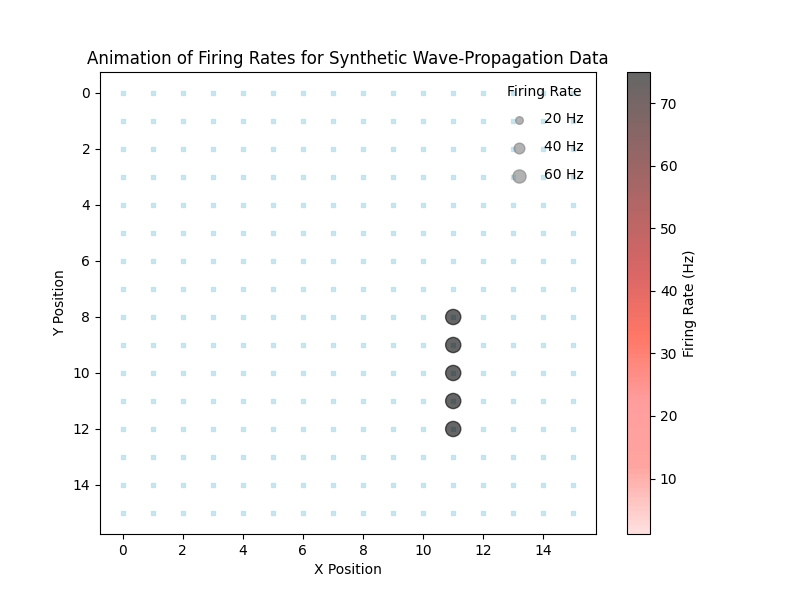 Animation of Firing Rates for Synthetic Wave-Propagation Data
Firing Rate
20 Hz
40 Hz
60 Hz
0
2
4
6
8
10
12
14
Y Position
0 2 4 6 8 10 12 14
X Position
70
60
50
40
30
20
10
Firing Rate (Hz)